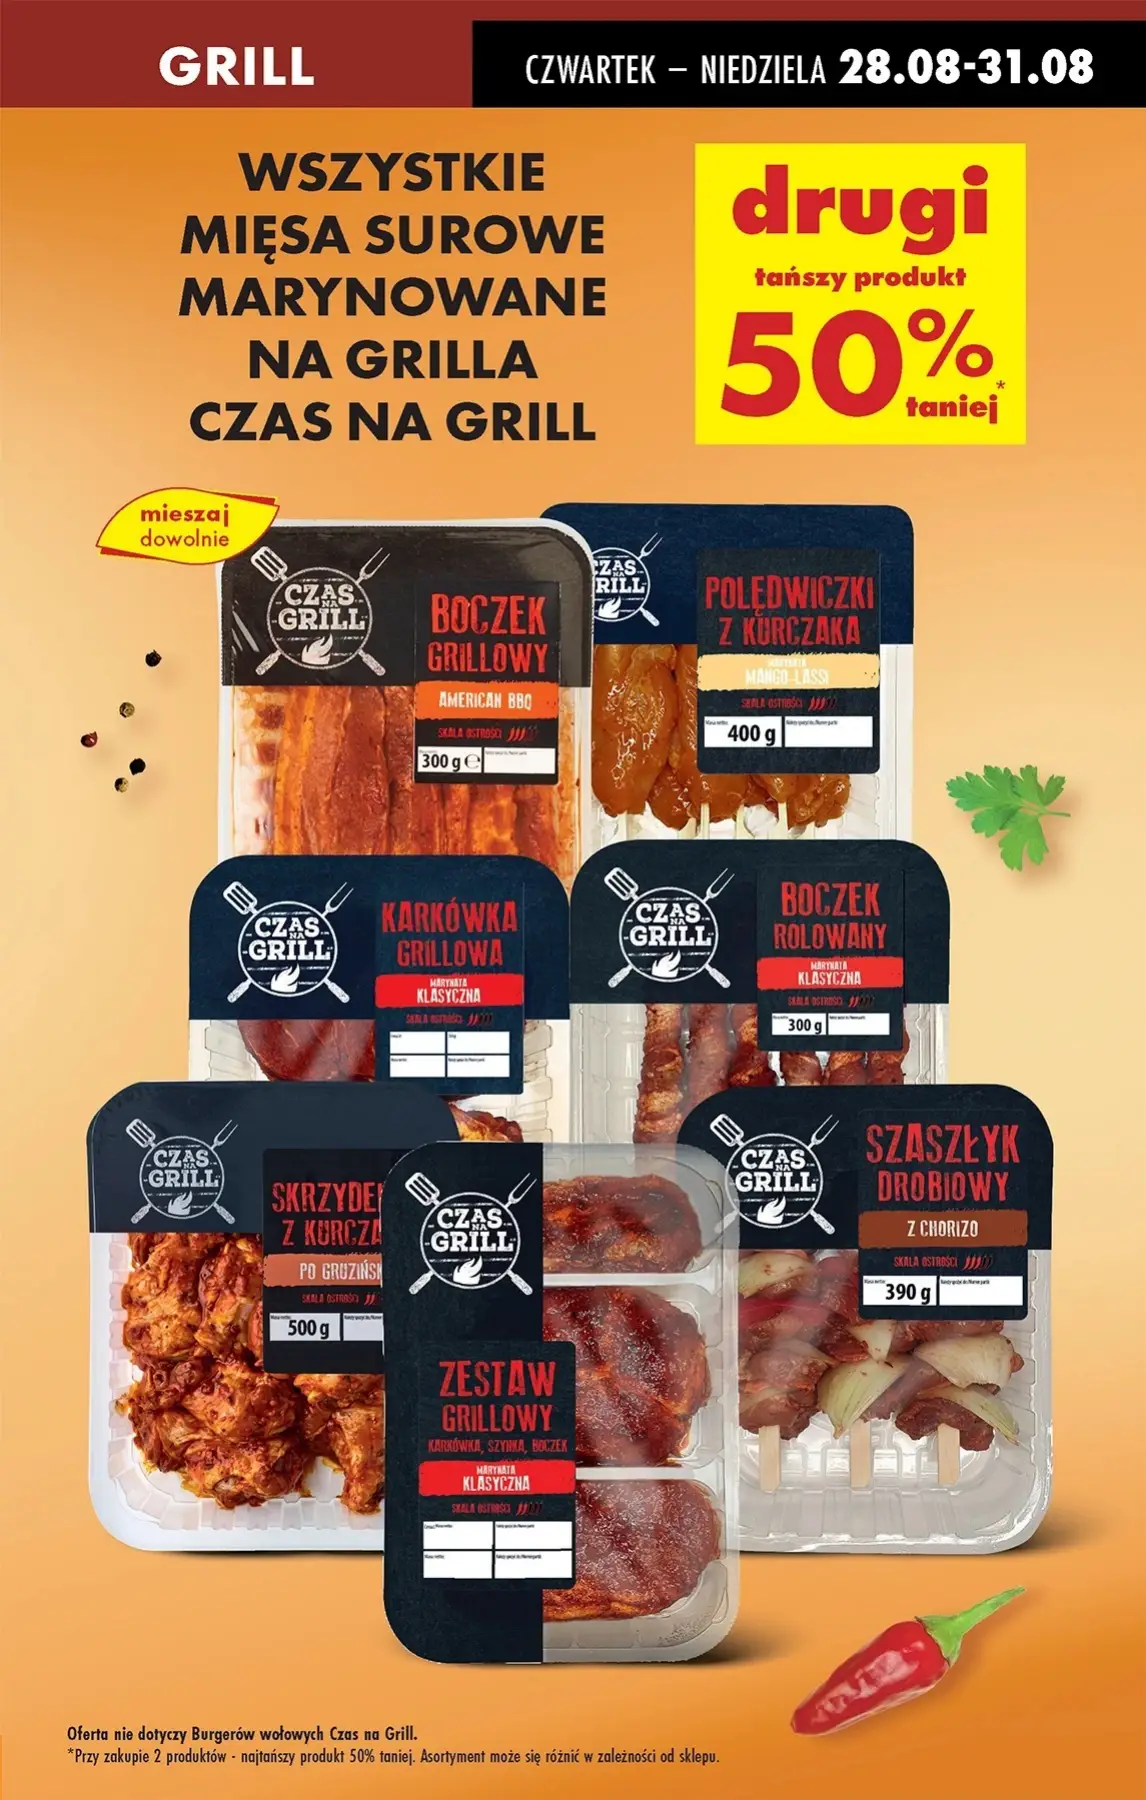 GRILL
CZWARTEK – NIEDZIELA 28.08-31.08
WSZYSTKIE
MIĘSA SUROWE
MARYNOWANE
NA GRILLA
CZAS NA GRILL
drugi
tańszy produkt
50%
taniej*
mieszaj
dowolnie
CZAS
NA
GRILL
BOCZEK
GRILLOWY
AMERICAN BBQ
SKALA OSTROŚCI
300 g e
CZAS
GRILL
POLĘDWICZKI
Z KURCZAKA
MARYNATA
MANGO-LASSI
SKALA OSTROŚCI
400 g
CZAS
NA
GRILL
KARKÓWKA
GRILLOWA
MARYNATA
KLASYCZNA
SKALA OSTROŚCI
CZAS
NA
GRILL
BOCZEK
ROLOWANY
MARYNATA
KLASYCZNA
SKALA OSTROŚCI
300 g
CZAS
NA
GRILL
SKRZYDE
Z KURCZA
PO GRUZIŃSK
SKALA OSTROŚCI
500 g
CZAS
NA
GRILL
ZESTAW
GRILLOWY
KARKÓWKA, SZYNKA, BOCZEK
MARYNATA
KLASYCZNA
SKALA OSTROŚCI
CZAS
NA
GRILL
SZASZŁYK
DROBIOWY
Z CHORIZO
SKALA OSTROŚCI
390 g
Oferta nie dotyczy Burgerów wołowych Czas na Grill.
*Przy zakupie 2 produktów - najtańszy produkt 50% taniej. Asortyment może się różnić w zależności od sklepu.